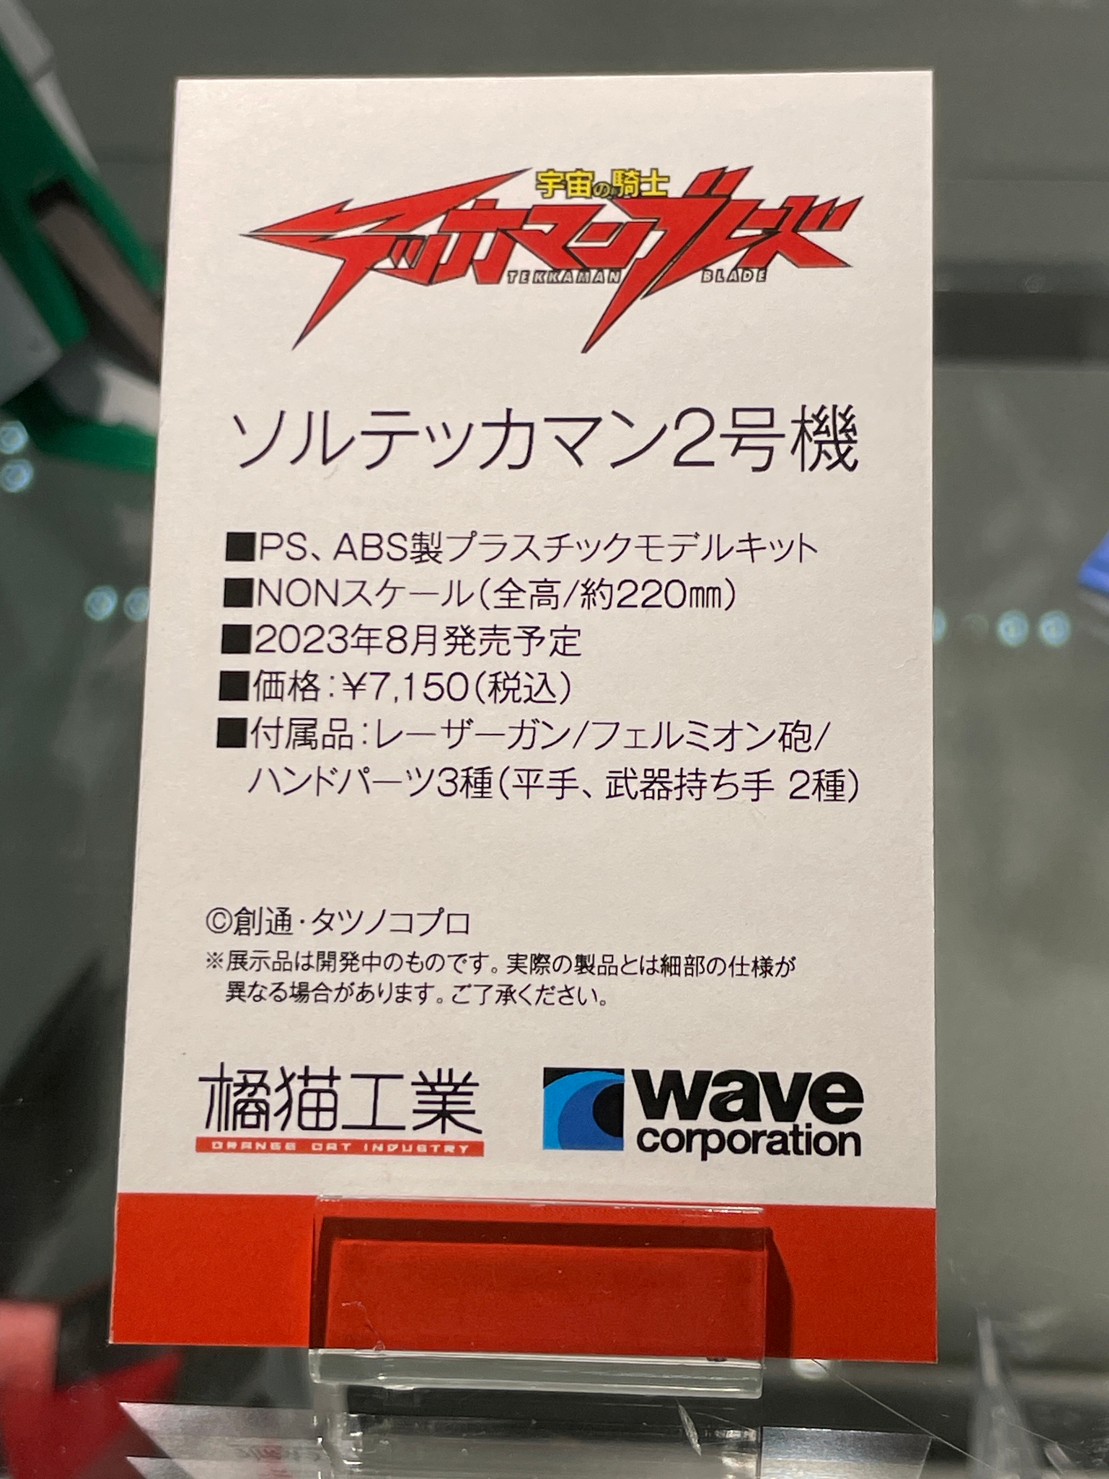 宇宙の騎士
テッカマンブレード
TEKKAMAN BLADE
ソルテッカマン2号機
■PS、ABS製プラスチックモデルキット
■NONスケール(全高/約220㎜)
■2023年8月発売予定
■価格:¥7,150(税込)
■付属品:レーザーガン/フェルミオン砲/
ハンドパーツ3種(平手、武器持ち手 2種)
©創通・タツノコプロ
※展示品は開発中のものです。実際の製品とは細部の仕様が
異なる場合があります。ご了承ください。
橘猫工業
ORANGE CAT INDUSTRY
wave
corporation